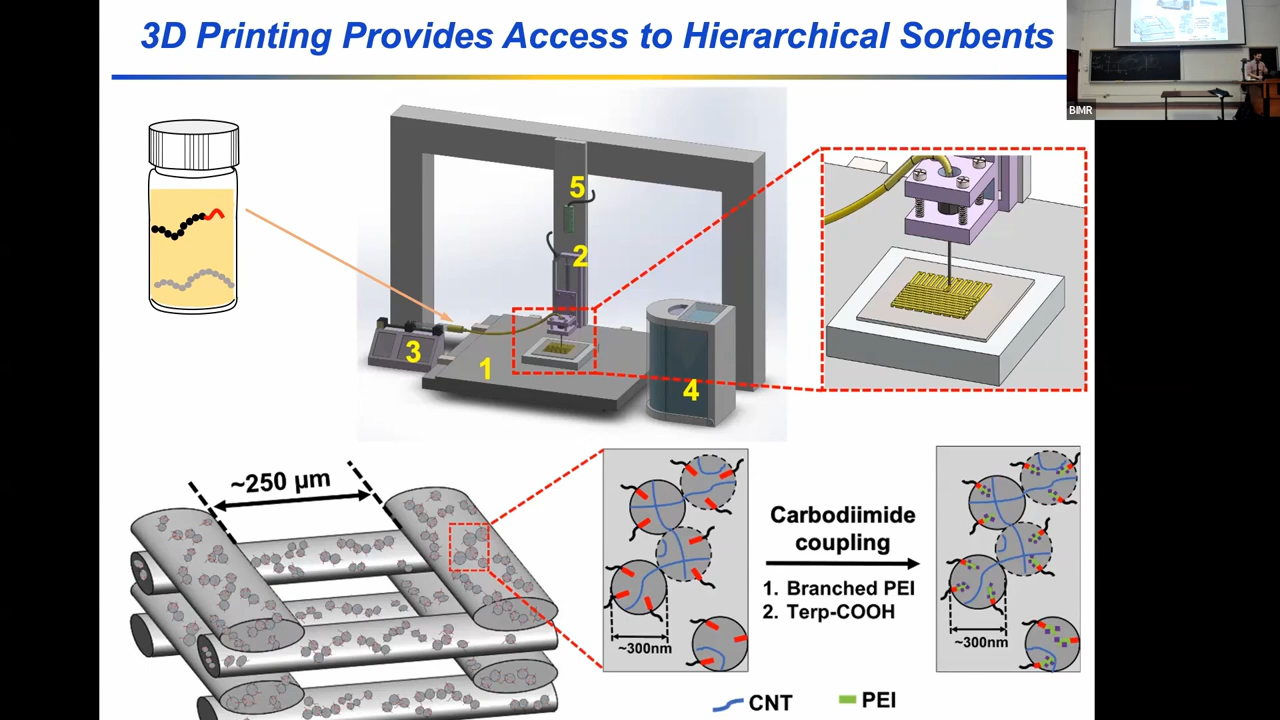 3D Printing Provides Access to Hierarchical Sorbents
BIMR
5
2
3
1
4
~250 µm
Carbodiimide
coupling
1. Branched PEI
2. Terp-COOH
~300nm
~300nm
CNT
PEI